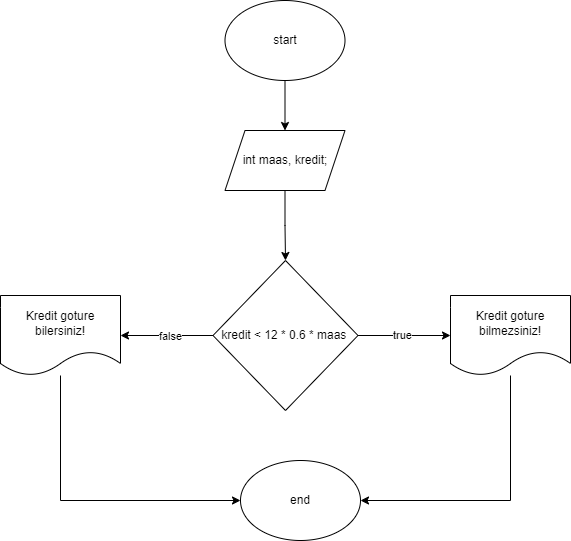 start
int maas, kredit;
Kredit goture
bilersiniz!
false
kredit < 12 * 0.6 * maas
true
Kredit goture
bilmezsiniz!
end